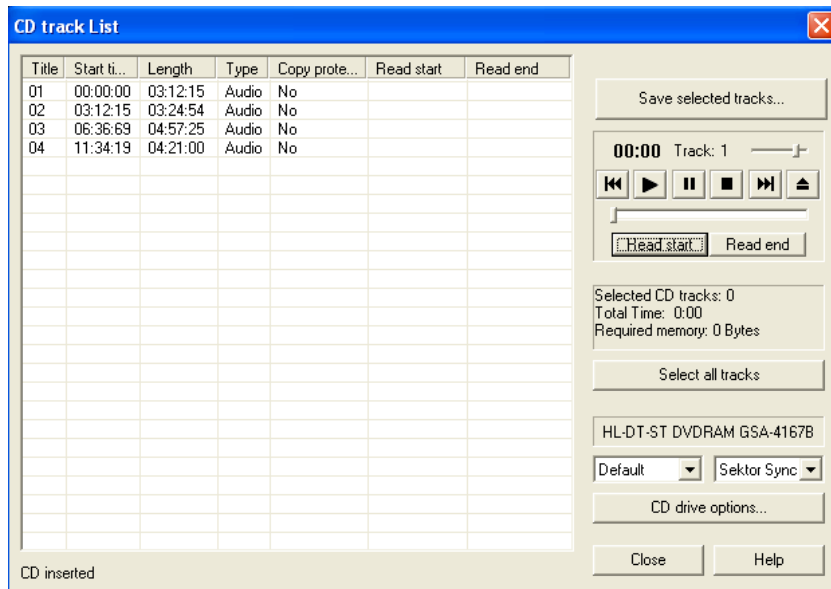 CD track List
Title Start ti... Length Type Copy prote... Read start Read end
01 00:00:00 03:12:15 Audio No
02 03:12:15 03:24:54 Audio No
03 06:36:69 04:57:25 Audio No
04 11:34:19 04:21:00 Audio No
CD inserted
Save selected tracks...
00:00 Track: 1
Read start Read end
Selected CD tracks: 0
Total Time: 0:00
Required memory: 0 Bytes
Select all tracks
HL-DT-ST DVDRAM GSA-4167B
Default Sektor Sync
CD drive options...
Close Help